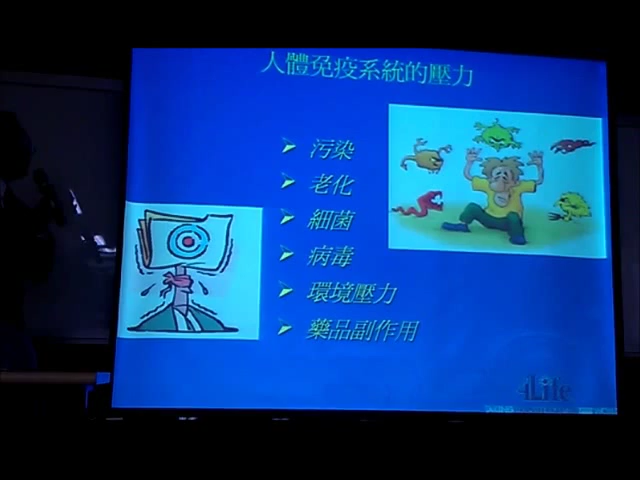 人體免疫系統的壓力
污染
老化
細菌
病毒
環境壓力
藥品副作用
4Life